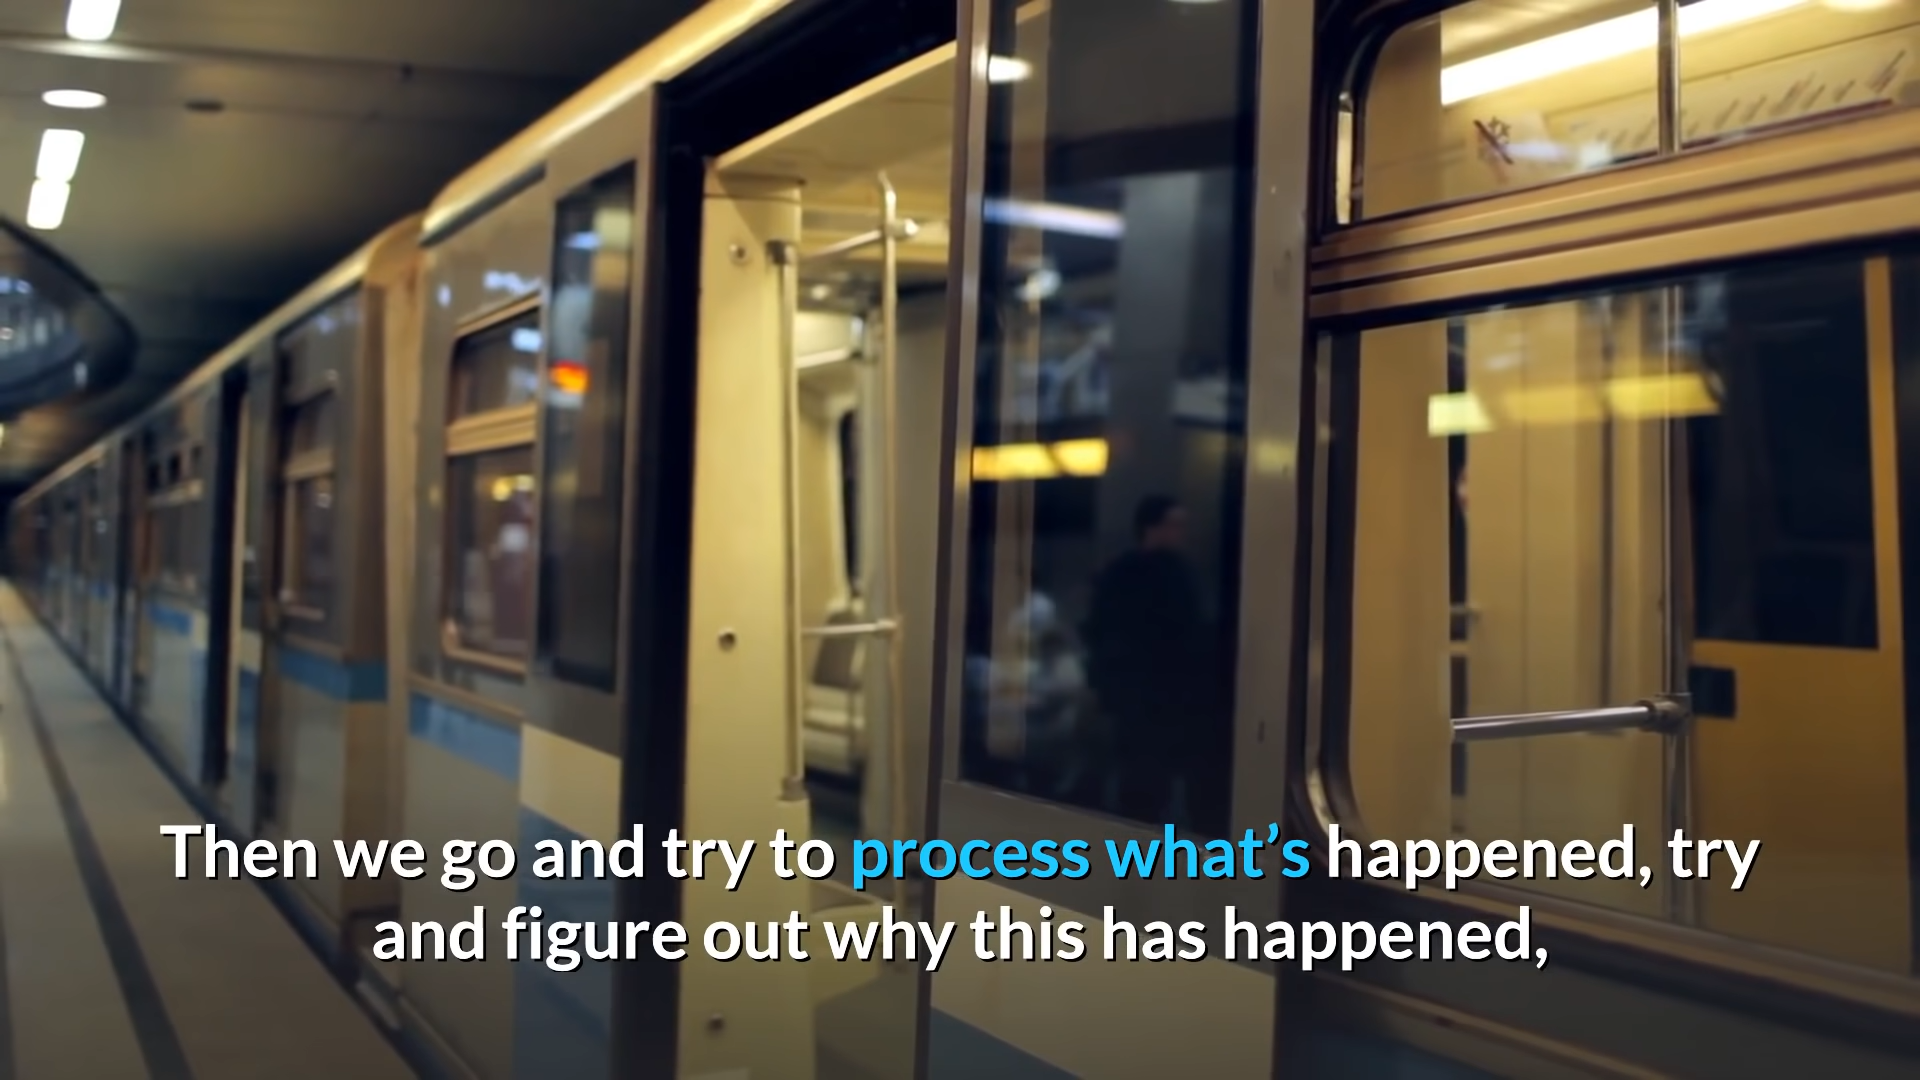 Then we go and try to process what’s happened, try
and figure out why this has happened,